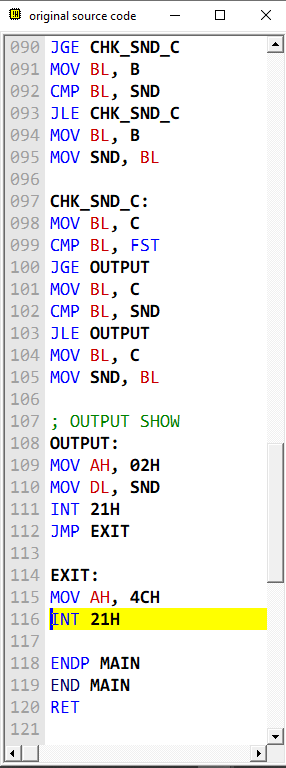 original source code
090 JGE CHK_SND_C
091 MOV BL, B
092 CMP BL, SND
093 JLE CHK_SND_C
094 MOV BL, B
095 MOV SND, BL
096
097 CHK_SND_C:
098 MOV BL, C
099 CMP BL, FST
100 JGE OUTPUT
101 MOV BL, C
102 CMP BL, SND
103 JLE OUTPUT
104 MOV BL, C
105 MOV SND, BL
106
107 ; OUTPUT SHOW
108 OUTPUT:
109 MOV AH, 02H
110 MOV DL, SND
111 INT 21H
112 JMP EXIT
113
114 EXIT:
115 MOV AH, 4CH
116 INT 21H
117
118 ENDP MAIN
119 END MAIN
120 RET
121